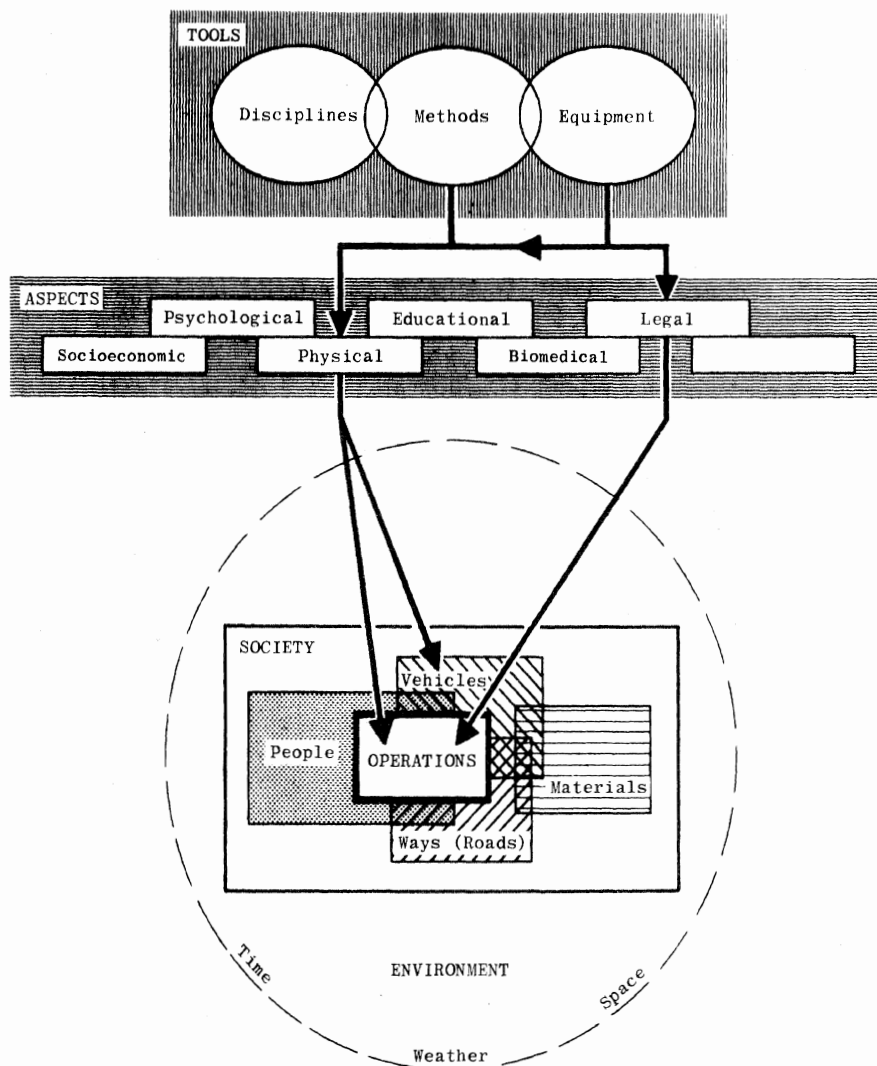 TOOLS
Disciplines
Methods
Equipment
ASPECTS
Psychological
Educational
Legal
Socioeconomic
Physical
Biomedical
SOCIETY
Vehicles
People
OPERATIONS
Materials
Ways (Roads)
Time
ENVIRONMENT
Space
Weather